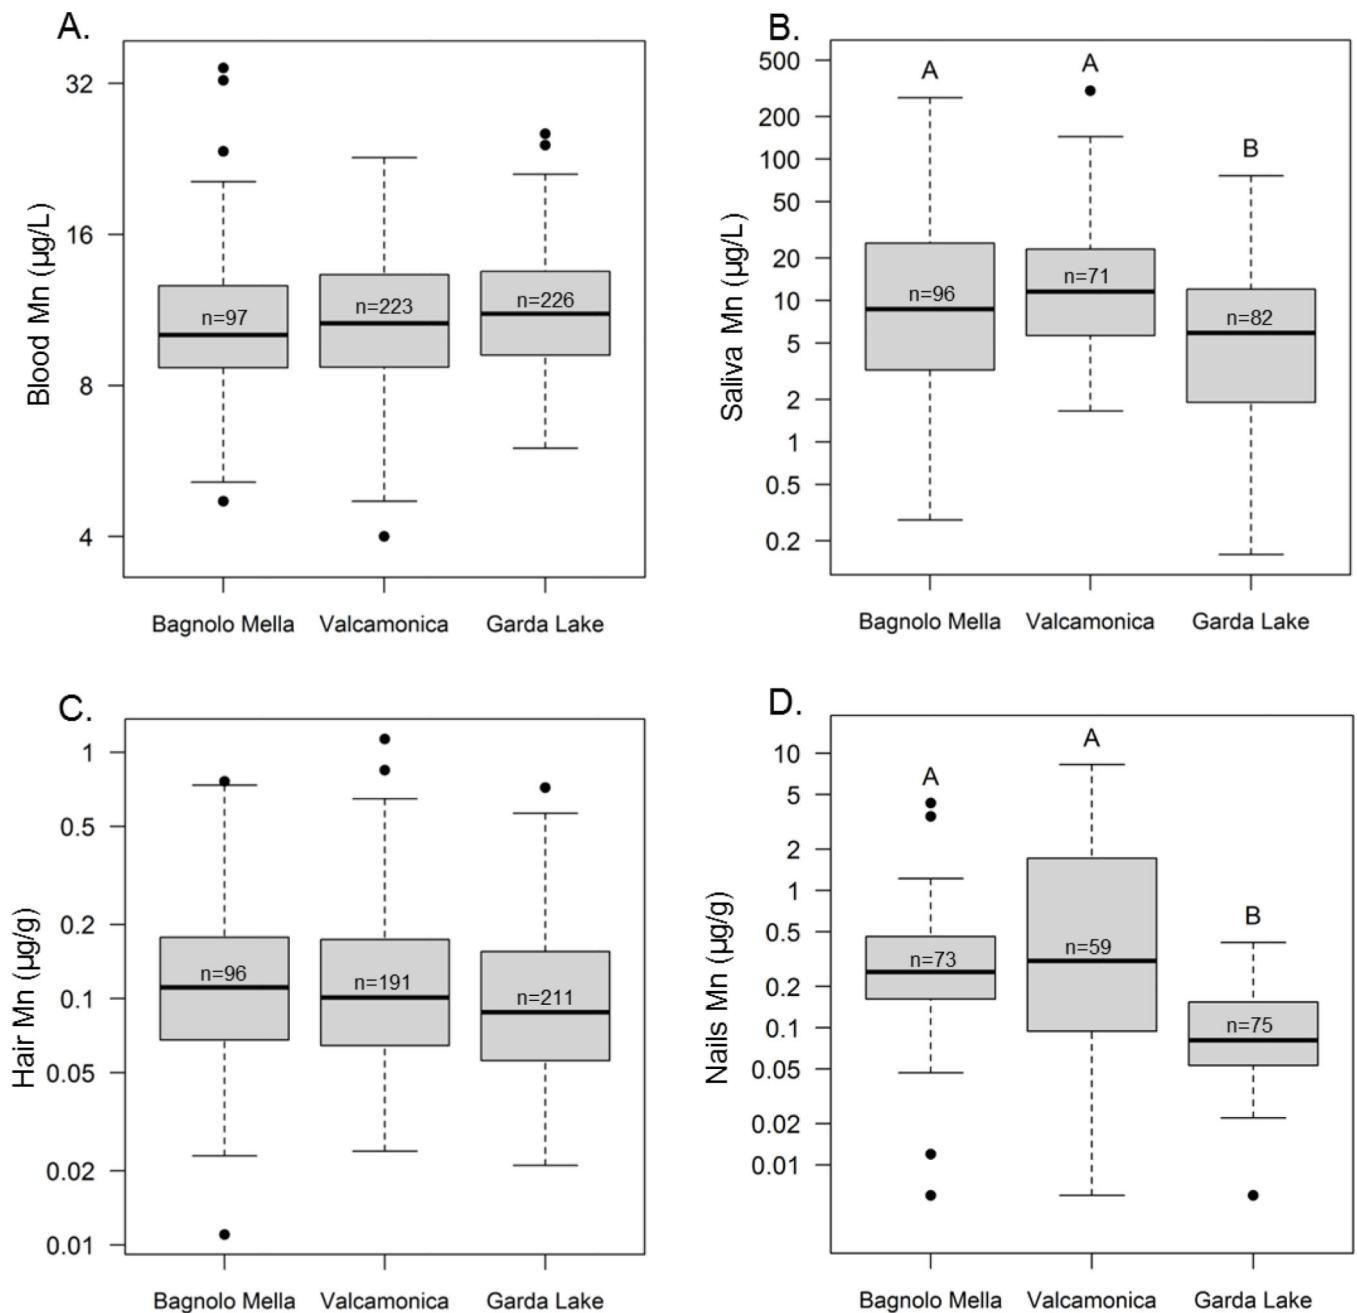 A.
Blood Mn (µg/L)
32
16
8
4
n=97
n=223
n=226
Bagnolo Mella
Valcamonica
Garda Lake
B.
Saliva Mn (µg/L)
500
200
100
50
20
10
5
2
1
0.5
0.2
A
A
B
n=96
n=71
n=82
Bagnolo Mella
Valcamonica
Garda Lake
C.
Hair Mn (µg/g)
1
0.5
0.2
0.1
0.05
0.02
0.01
n=96
n=191
n=211
Bagnolo Mella
Valcamonica
Garda Lake
D.
Nails Mn (µg/g)
10
5
2
1
0.5
0.2
0.1
0.05
0.02
0.01
A
A
B
n=73
n=59
n=75
Bagnolo Mella
Valcamonica
Garda Lake